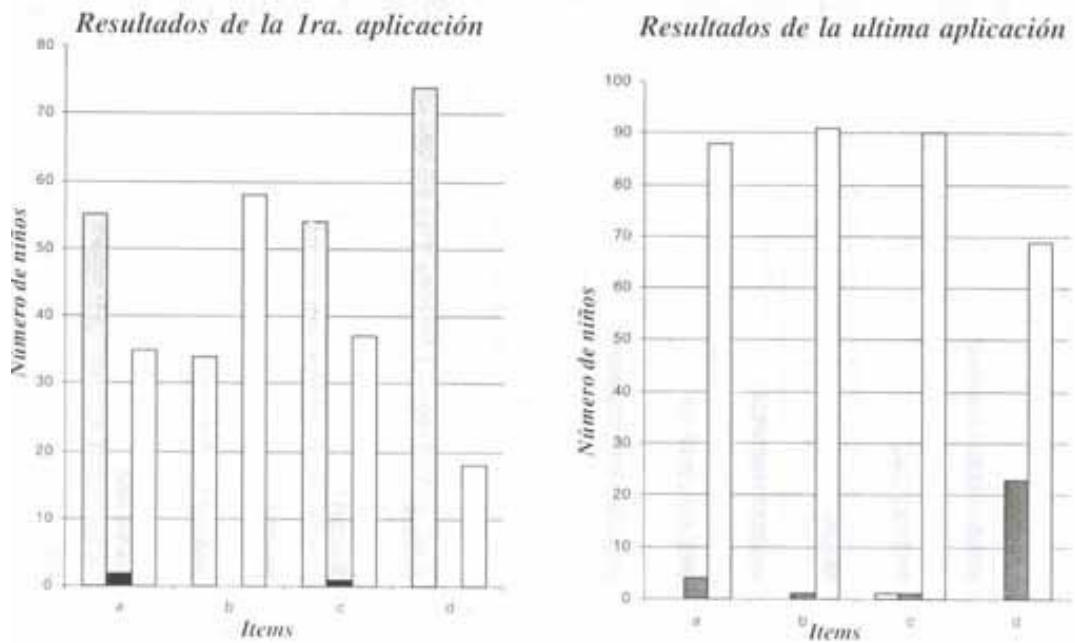 Resultados de la 1ra. aplicación
80
70
60
50
40
30
20
10
0
Número de niños
a b c d
Items
Resultados de la ultima aplicación
100
90
80
70
60
50
40
30
20
10
0
Número de niños
a b c d
Items